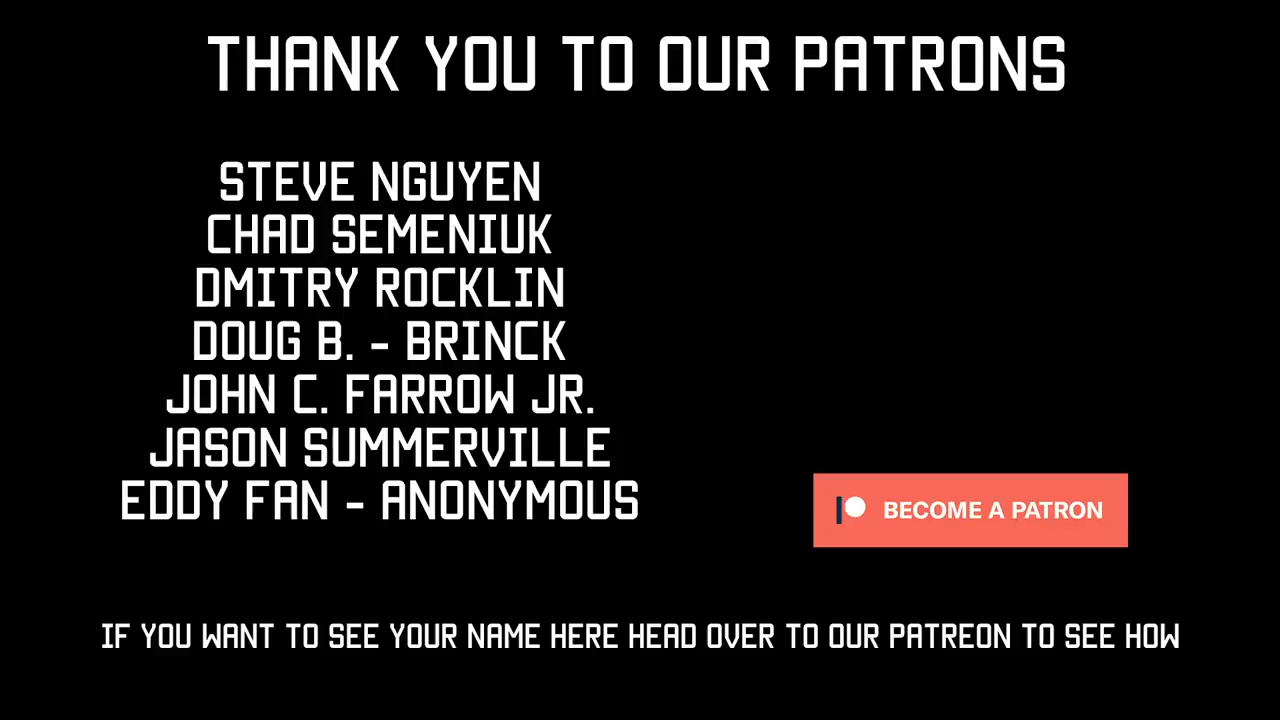 THANK YOU TO OUR PATRONS
STEVE NGUYEN
CHAD SEMENIUK
DMITRY ROCKLIN
DOUG B. - BRINCK
JOHN C. FARROW JR.
JASON SUMMERVILLE
EDDY FAN - ANONYMOUS
BECOME A PATRON
IF YOU WANT TO SEE YOUR NAME HERE HEAD OVER TO OUR PATREON TO SEE HOW